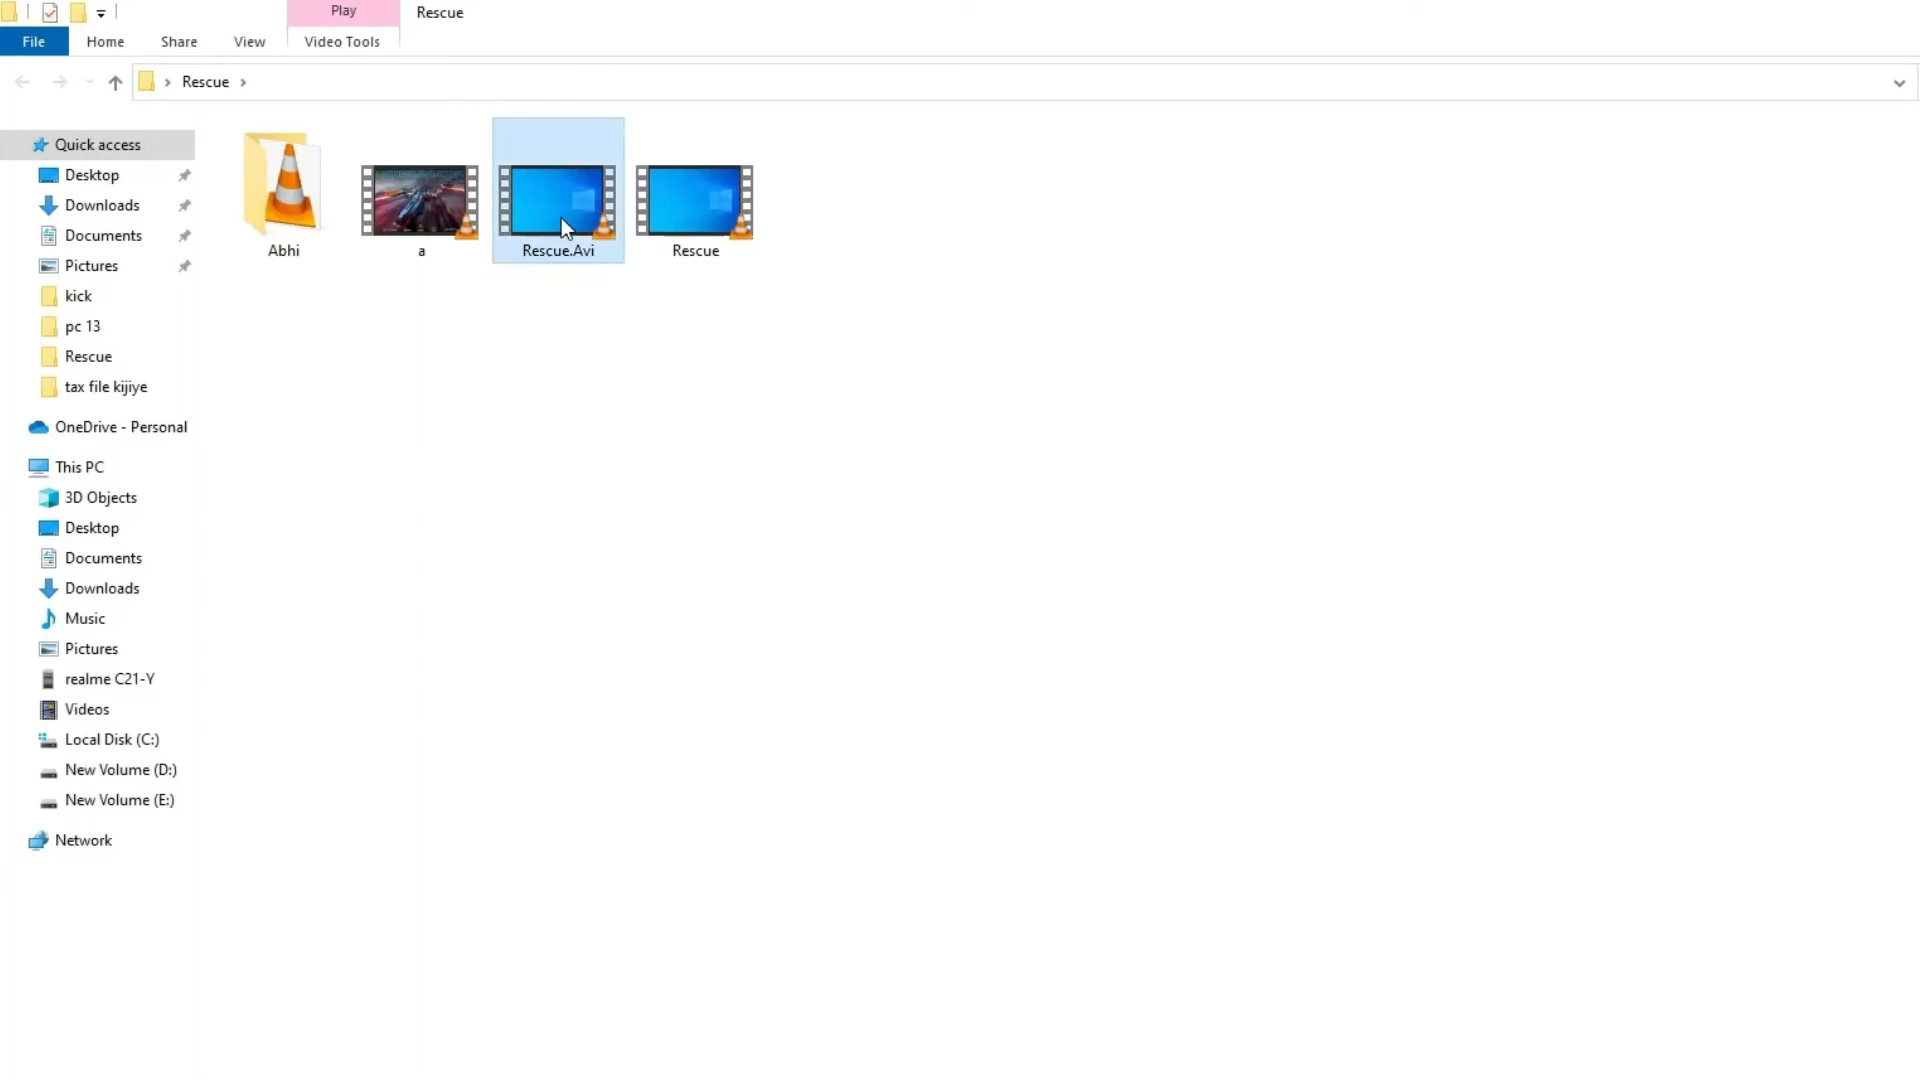 Play
Rescue
File
Home
Share
View
Video Tools
Rescue
Quick access
Desktop
Downloads
Documents
Pictures
kick
pc 13
Rescue
tax file kijiye
OneDrive - Personal
This PC
3D Objects
Desktop
Documents
Downloads
Music
Pictures
realme C21-Y
Videos
Local Disk (C:)
New Volume (D:)
New Volume (E:)
Network
Abhi
a
Rescue.Avi
Rescue